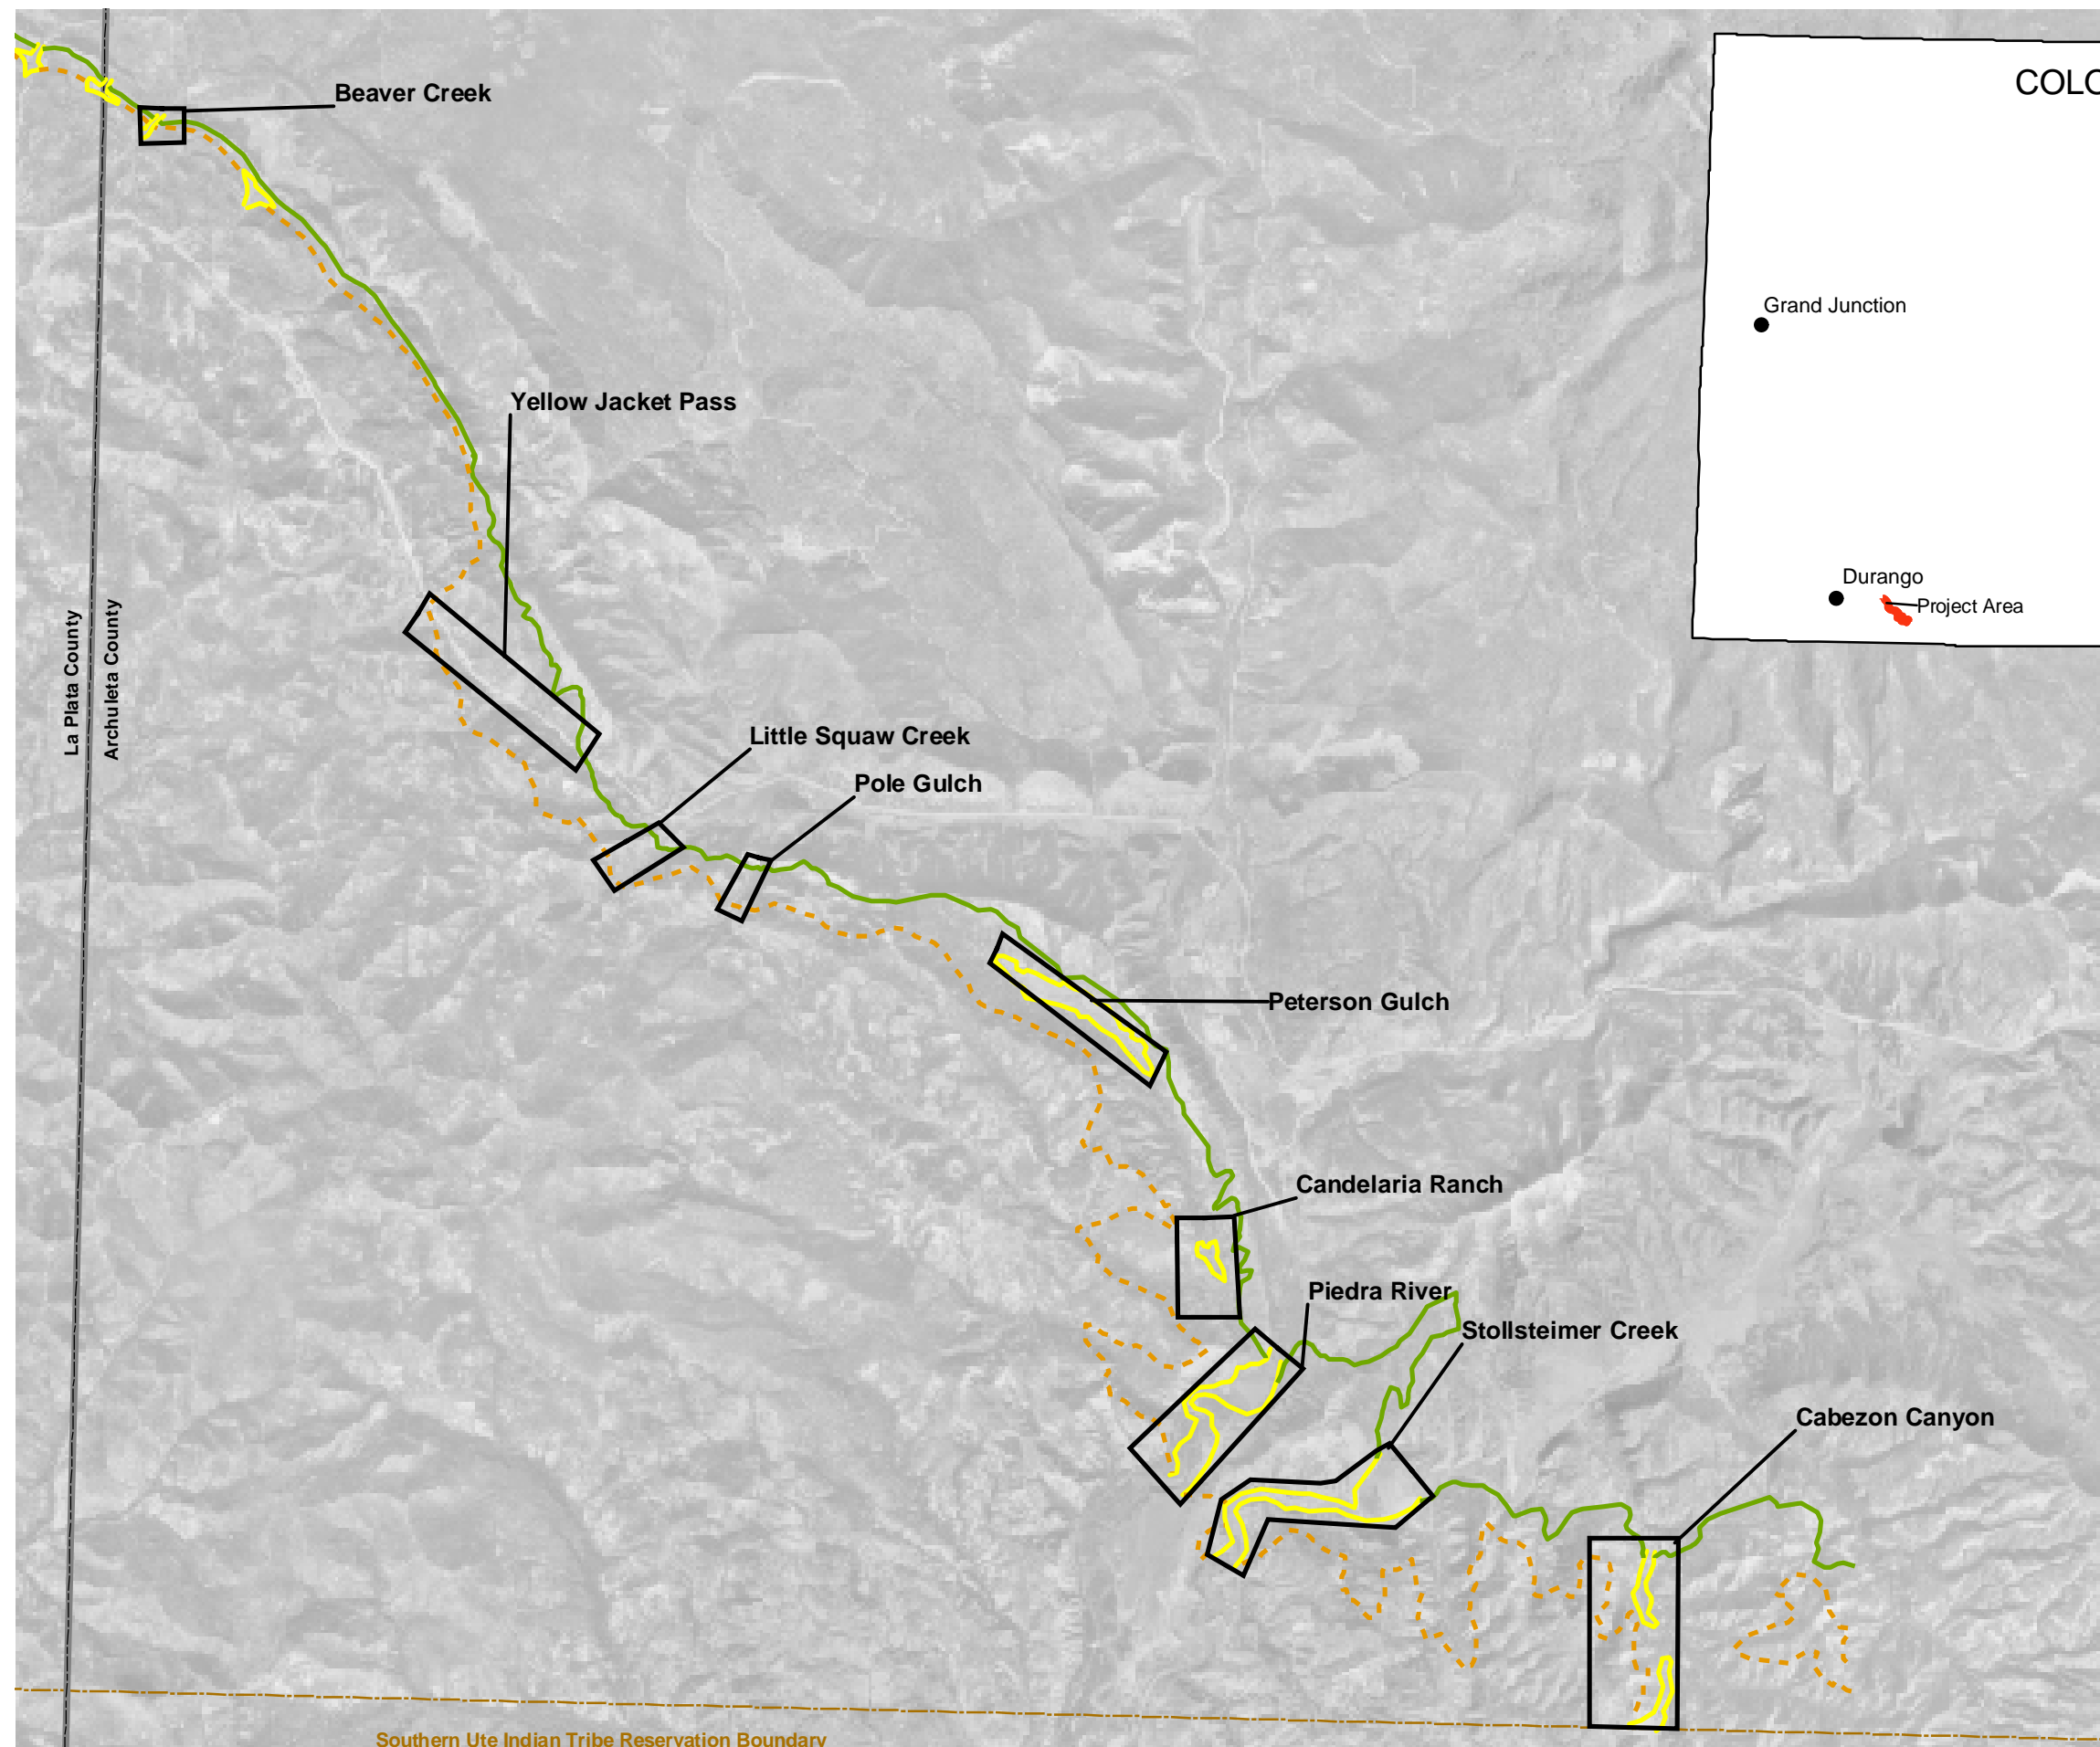 COLO
Beaver Creek
Grand Junction
Yellow Jacket Pass
Durango
Project Area
La Plata County
Archuleta County
Little Squaw Creek
Pole Gulch
Peterson Gulch
Candelaria Ranch
Piedra River
Stollsteimer Creek
Cabezon Canyon
Southern Ute Indian Tribe Reservation Boundary